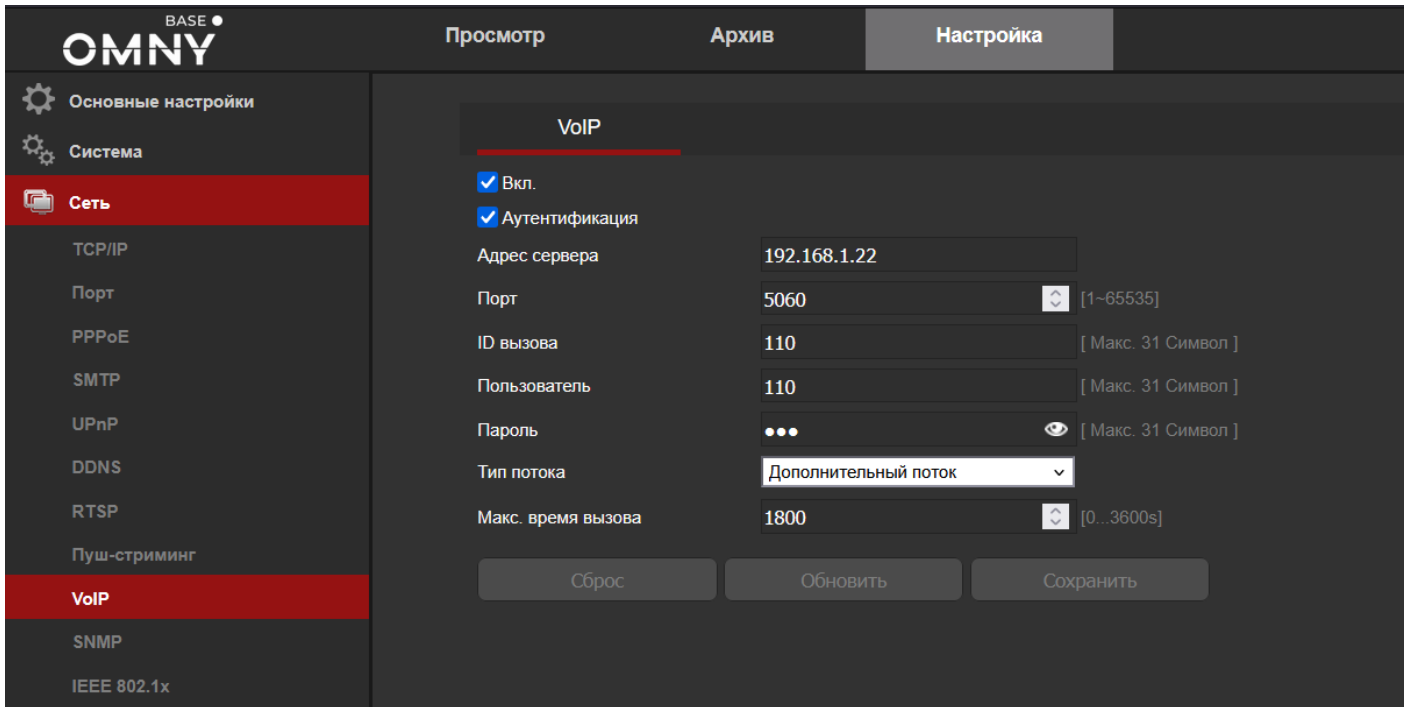 BASE
OMNY
Просмотр
Архив
Настройка
Основные настройки
Система
Сеть
TCP/IP
Порт
PPPoE
SMTP
UPnP
DDNS
RTSP
Пуш-стриминг
VoIP
SNMP
IEEE 802.1x
VoIP
Вкл.
Аутентификация
Адрес сервера 192.168.1.22
Порт 5060 [1~65535]
ID вызова 110 [ Макс. 31 Символ ]
Пользователь 110 [ Макс. 31 Символ ]
Пароль ••• [ Макс. 31 Символ ]
Тип потока Дополнительный поток
Макс. время вызова 1800 [0...3600s]
Сброс Обновить Сохранить